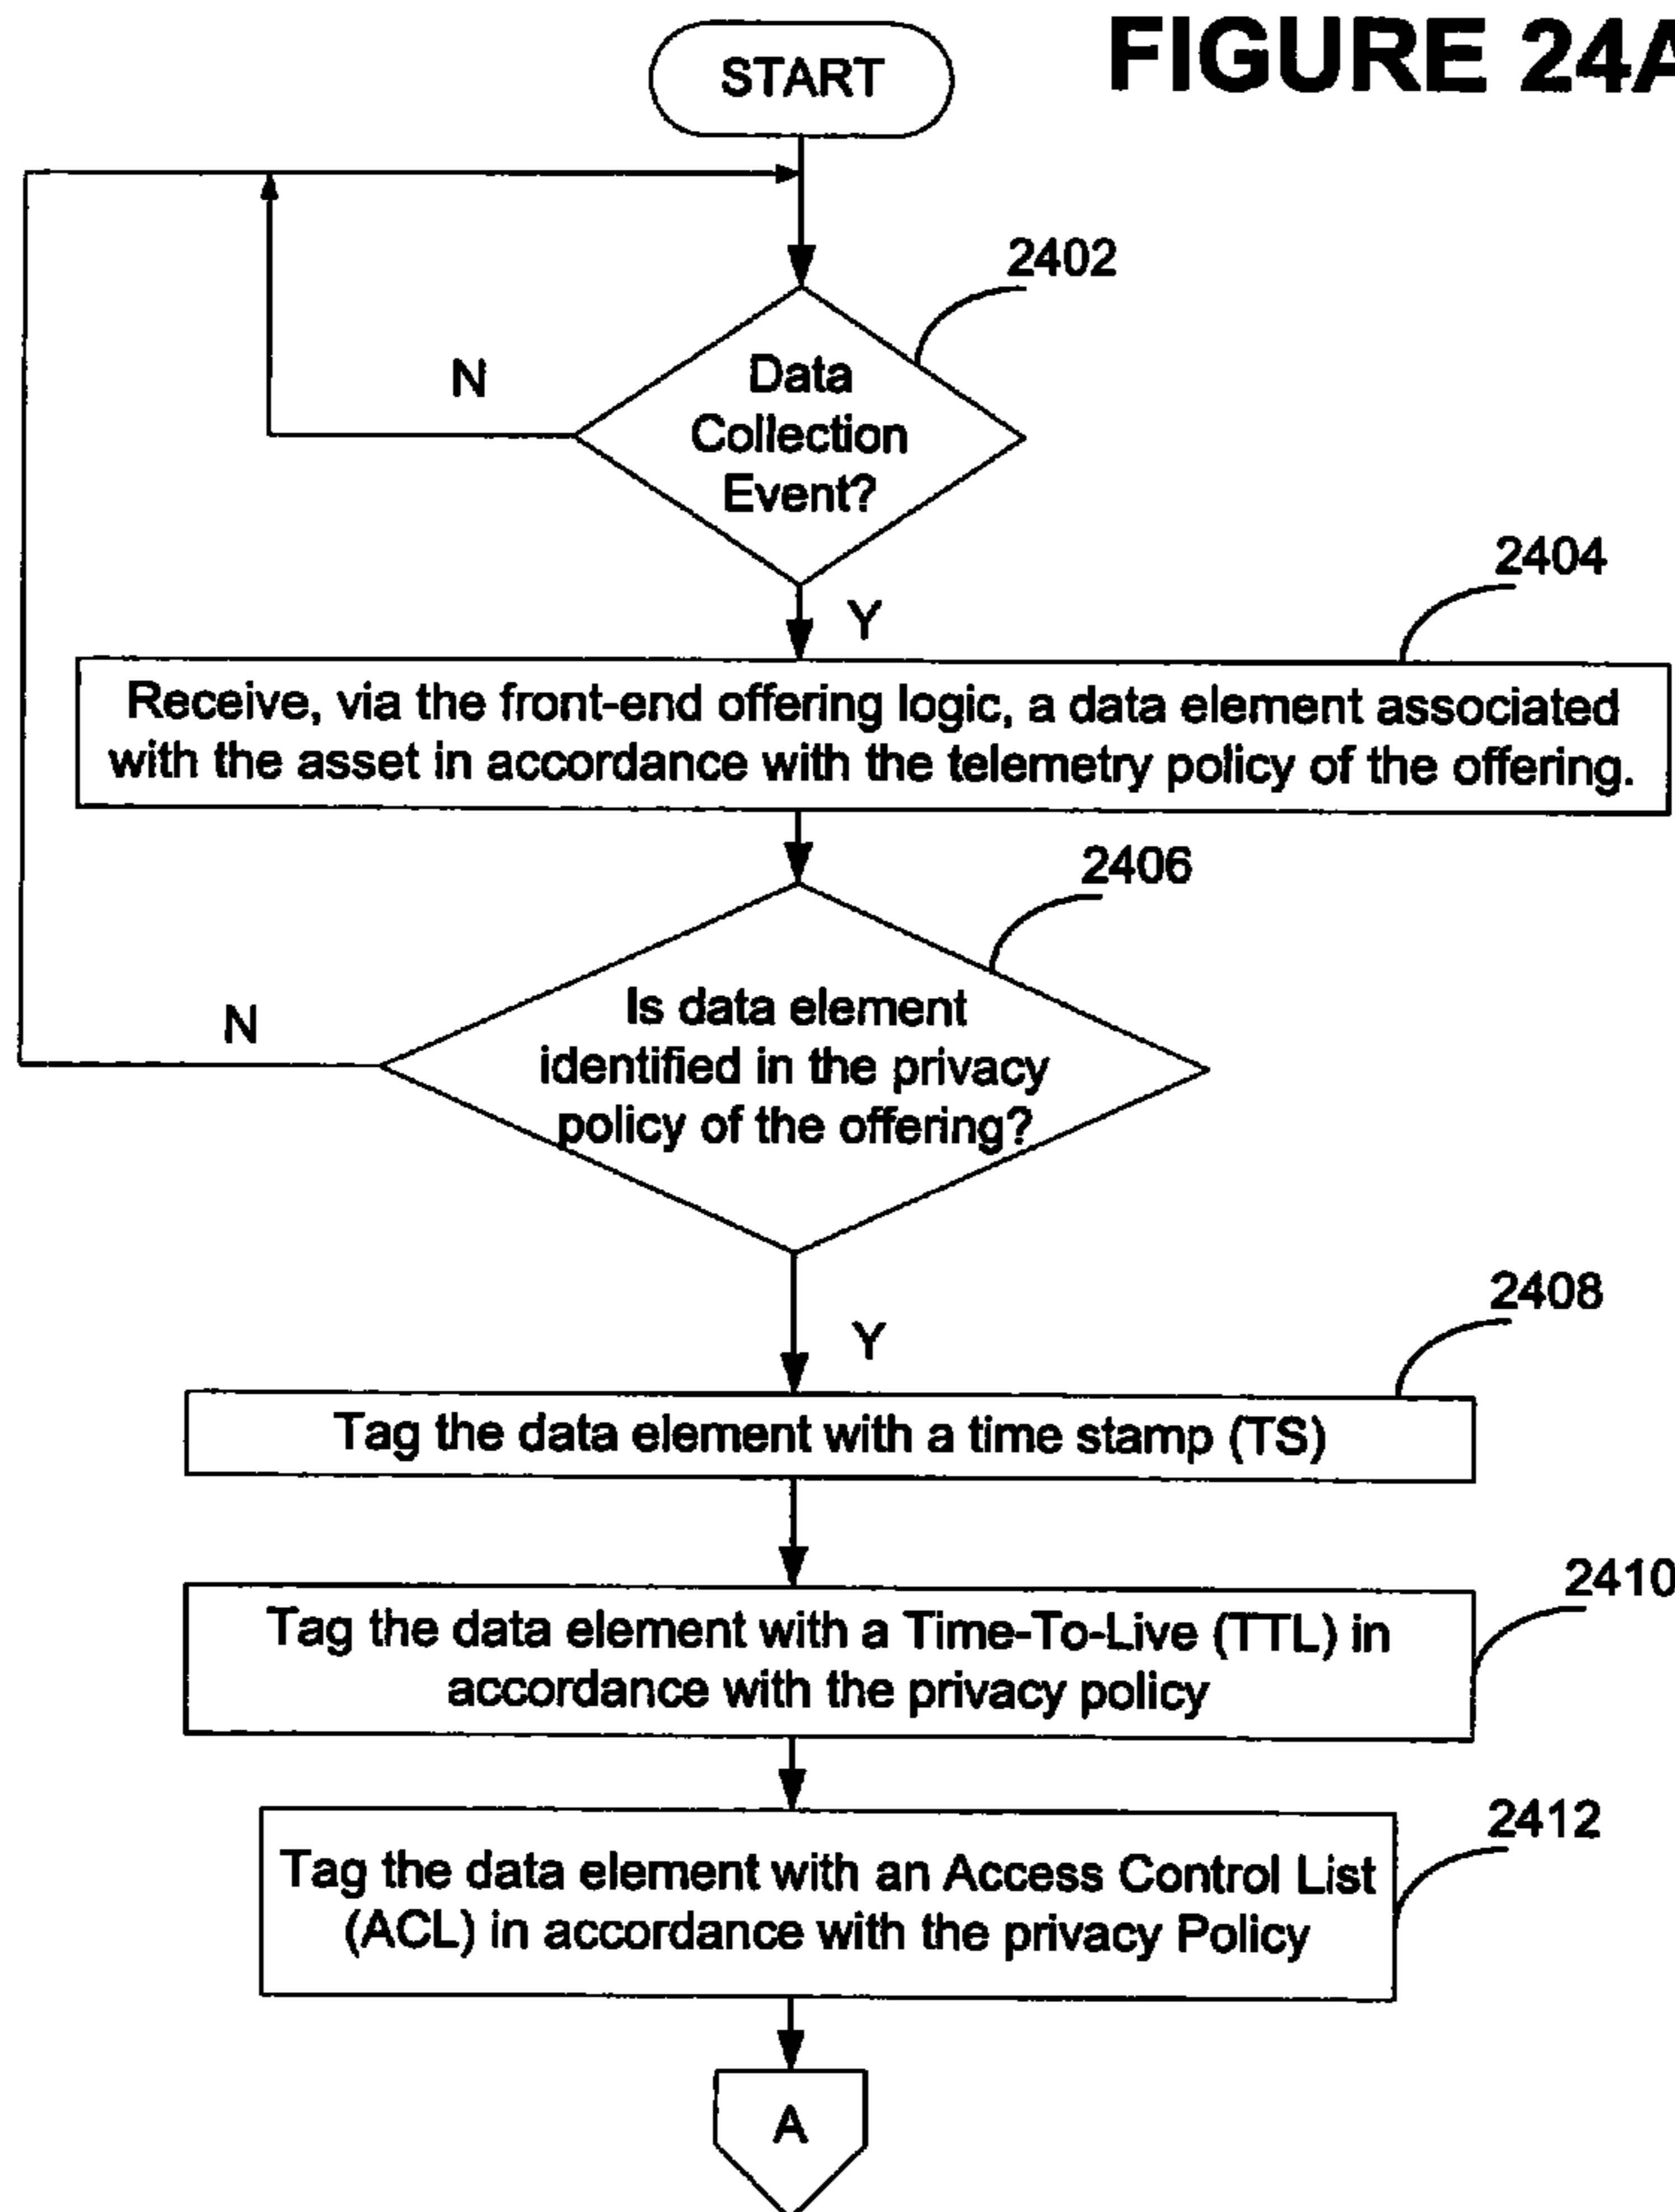 FIGURE 24A
START
2402
Data
Collection
Event?
N
Y
2404
Receive, via the front-end offering logic, a data element associated
with the asset in accordance with the telemetry policy of the offering.
2406
Is data element
identified in the privacy
policy of the offering?
N
Y
2408
Tag the data element with a time stamp (TS)
2410
Tag the data element with a Time-To-Live (TTL) in
accordance with the privacy policy
2412
Tag the data element with an Access Control List
(ACL) in accordance with the privacy Policy
A